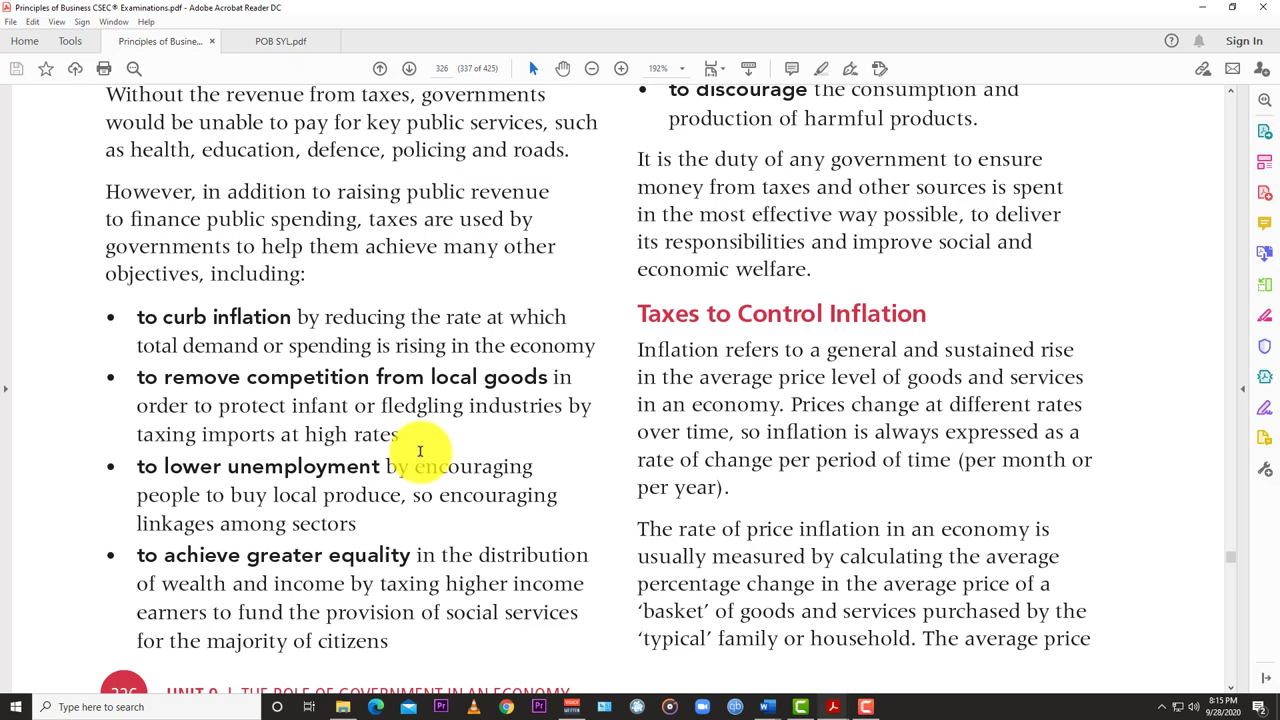 Principles of Business CSEC® Examinations.pdf - Adobe Acrobat Reader DC
File Edit View Sign Window Help
Home Tools Principles of Busine... × POB SYL.pdf Sign In
326 (337 of 425) 192%
Without the revenue from taxes, governments
would be unable to pay for key public services, such
as health, education, defence, policing and roads.
However, in addition to raising public revenue
to finance public spending, taxes are used by
governments to help them achieve many other
objectives, including:
• to curb inflation by reducing the rate at which
total demand or spending is rising in the economy
• to remove competition from local goods in
order to protect infant or fledgling industries by
taxing imports at high rates
• to lower unemployment by encouraging
people to buy local produce, so encouraging
linkages among sectors
• to achieve greater equality in the distribution
of wealth and income by taxing higher income
earners to fund the provision of social services
for the majority of citizens
326 UNIT 9 | THE ROLE OF GOVERNMENT IN AN ECONOMY
• to discourage the consumption and
production of harmful products.
It is the duty of any government to ensure
money from taxes and other sources is spent
in the most effective way possible, to deliver
its responsibilities and improve social and
economic welfare.
Taxes to Control Inflation
Inflation refers to a general and sustained rise
in the average price level of goods and services
in an economy. Prices change at different rates
over time, so inflation is always expressed as a
rate of change per period of time (per month or
per year).
The rate of price inflation in an economy is
usually measured by calculating the average
percentage change in the average price of a
‘basket’ of goods and services purchased by the
‘typical’ family or household. The average price
Type here to search
8:15 PM
9/28/2020